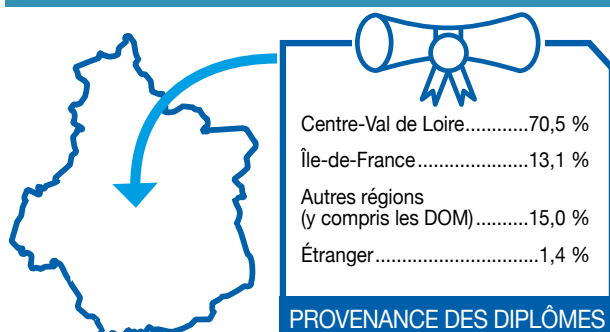 Centre-Val de Loire...........70,5 %
Île-de-France....................13,1 %
Autres régions
(y compris les DOM)..........15,0 %
Étranger................................1,4 %
PROVENANCE DES DIPLÔMES